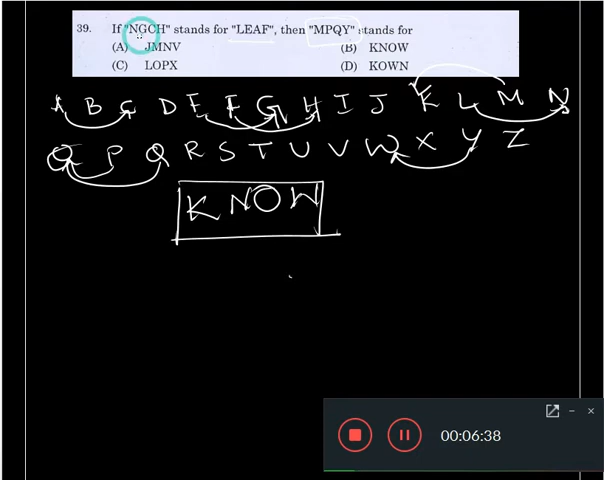 39. If "NGCH" stands for "LEAF", then "MPQY" stands for
(A) JMNV (B) KNOW
(C) LOPX (D) KOWN
A B C D E F G H I J K L M N
O P Q R S T U V W X Y Z
KNOW
00:06:38